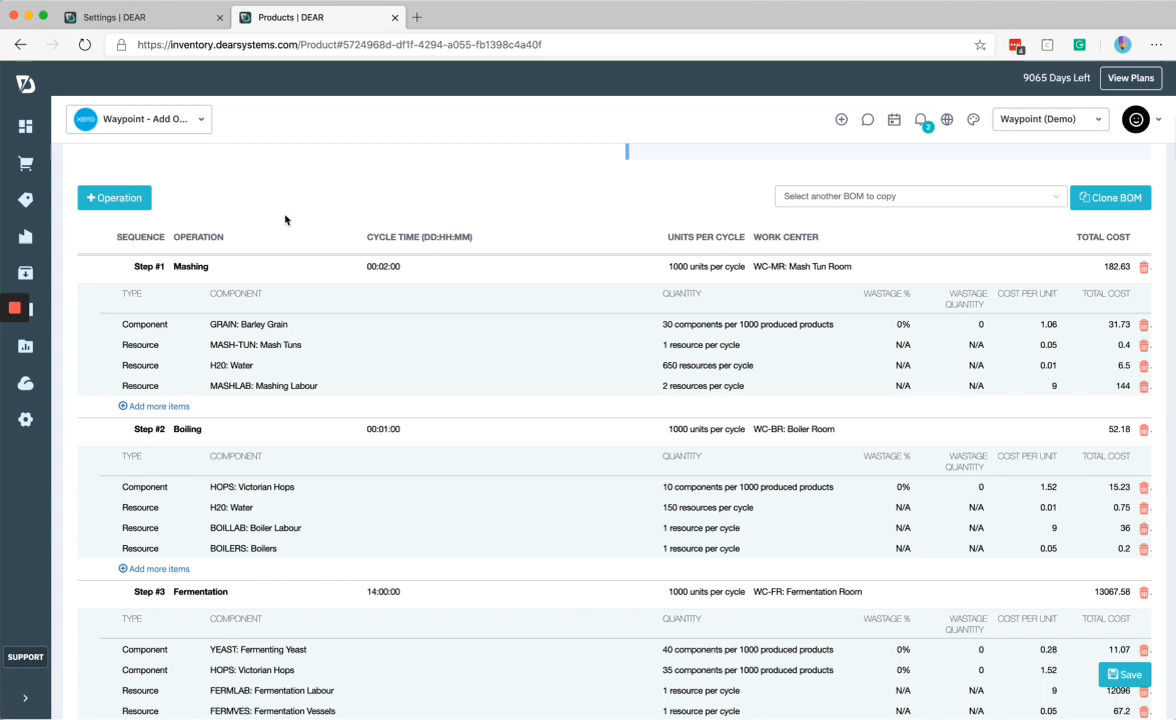 Settings | DEAR
Products | DEAR
https://inventory.dearsystems.com/Product#5724968d-df1f-4294-a055-fb1398c4a40f
4
9065 Days Left
View Plans
xero
Waypoint - Add O...
2
Waypoint (Demo)
+ Operation
Select another BOM to copy
Clone BOM
SEQUENCE OPERATION CYCLE TIME (DD:HH:MM) UNITS PER CYCLE WORK CENTER TOTAL COST
Step #1 Mashing 00:02:00 1000 units per cycle WC-MR: Mash Tun Room 182.63
TYPE COMPONENT QUANTITY WASTAGE % WASTAGE QUANTITY COST PER UNIT TOTAL COST
Component GRAIN: Barley Grain 30 components per 1000 produced products 0% 0 1.06 31.73
Resource MASH-TUN: Mash Tuns 1 resource per cycle N/A N/A 0.05 0.4
Resource H20: Water 650 resources per cycle N/A N/A 0.01 6.5
Resource MASHLAB: Mashing Labour 2 resources per cycle N/A N/A 9 144
Add more items
Step #2 Boiling 00:01:00 1000 units per cycle WC-BR: Boiler Room 52.18
TYPE COMPONENT QUANTITY WASTAGE % WASTAGE QUANTITY COST PER UNIT TOTAL COST
Component HOPS: Victorian Hops 10 components per 1000 produced products 0% 0 1.52 15.23
Resource H20: Water 150 resources per cycle N/A N/A 0.01 0.75
Resource BOILLAB: Boiler Labour 1 resource per cycle N/A N/A 9 36
Resource BOILERS: Boilers 1 resource per cycle N/A N/A 0.05 0.2
Add more items
Step #3 Fermentation 14:00:00 1000 units per cycle WC-FR: Fermentation Room 13067.58
TYPE COMPONENT QUANTITY WASTAGE % WASTAGE QUANTITY COST PER UNIT TOTAL COST
Component YEAST: Fermenting Yeast 40 components per 1000 produced products 0% 0 0.28 11.07
Component HOPS: Victorian Hops 35 components per 1000 produced products 0% 0 1.52
Resource FERMLAB: Fermentation Labour 1 resource per cycle N/A N/A 9 12096
Resource FERMVES: Fermentation Vessels 1 resource per cycle N/A N/A 0.05 67.2
Save
SUPPORT